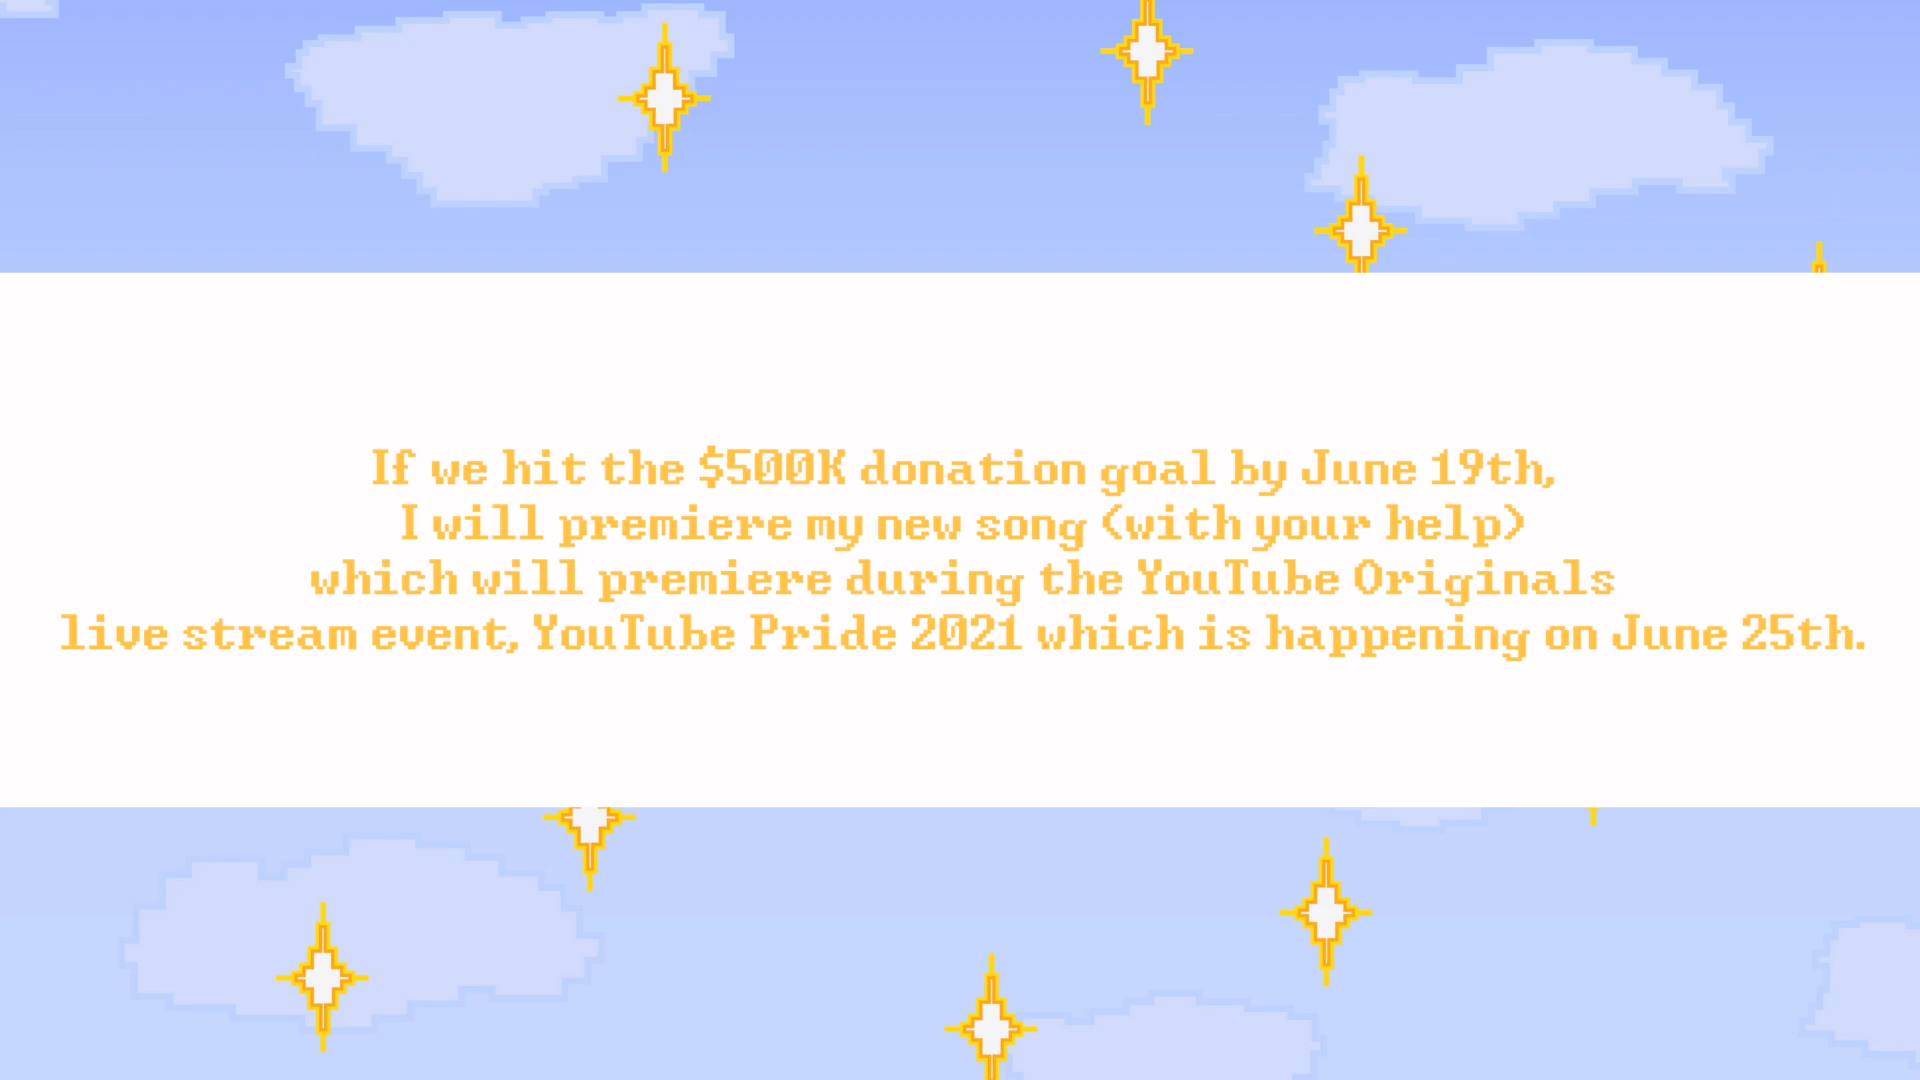 If we hit the $500K donation goal by June 19th,
I will premiere my new song (with your help)
which will premiere during the YouTube Originals
live stream event, YouTube Pride 2021 which is happening on June 25th.